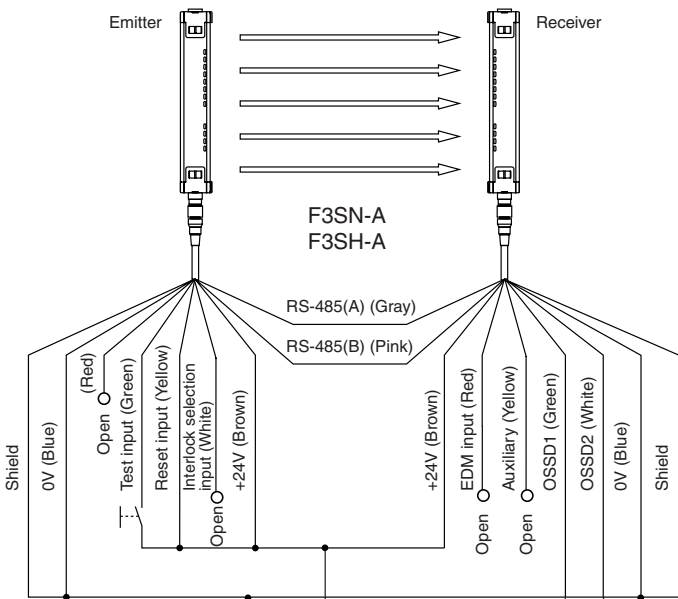 Emitter
Receiver
F3SN-A
F3SH-A
RS-485(A) (Gray)
RS-485(B) (Pink)
Shield
0V (Blue)
(Red)
Open
Test input (Green)
Reset input (Yellow)
Interlock selection
input (White)
Open
+24V (Brown)
+24V (Brown)
EDM input (Red)
Open
Auxiliary (Yellow)
Open
OSSD1 (Green)
OSSD2 (White)
0V (Blue)
Shield